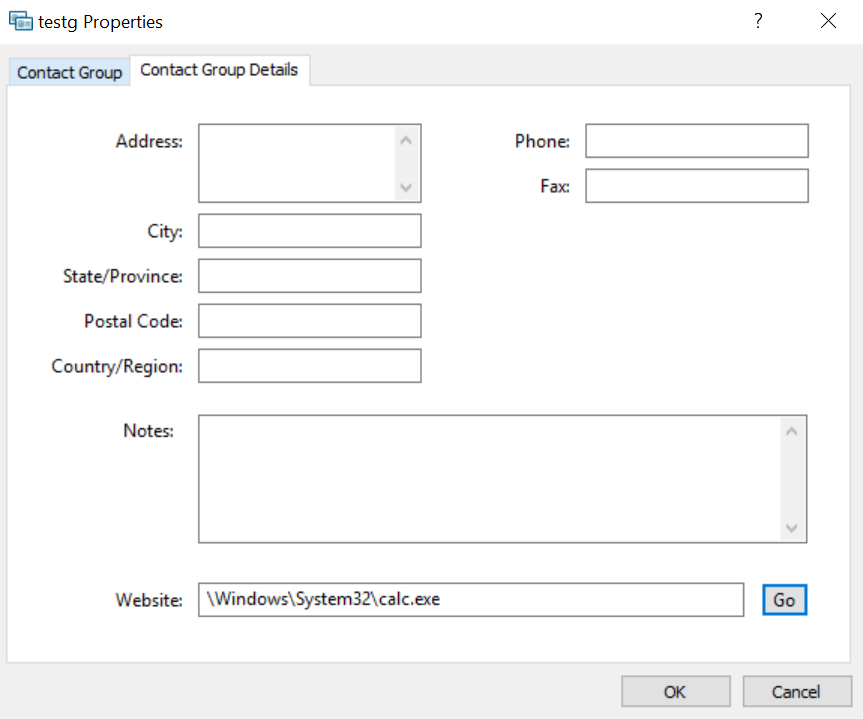 testg Properties
?
Contact Group
Contact Group Details
Address:
Phone:
Fax:
City:
State/Province:
Postal Code:
Country/Region:
Notes:
Website:
\Windows\System32\calc.exe
Go
OK
Cancel